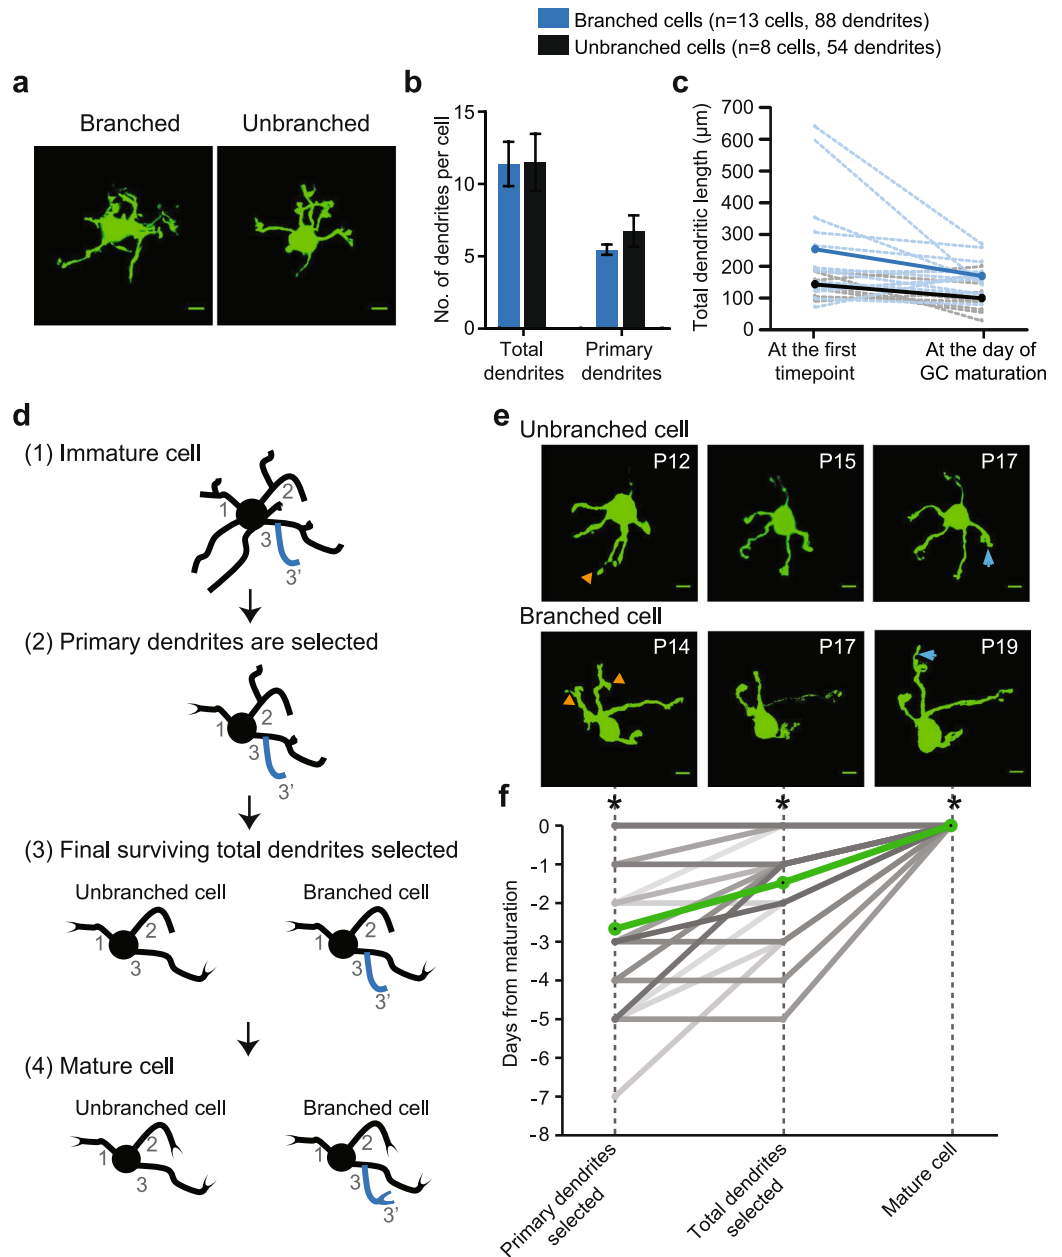 Branched cells (n=13 cells, 88 dendrites)
Unbranched cells (n=8 cells, 54 dendrites)
a
Branched
Unbranched
b
No. of dendrites per cell
15
10
5
0
Total dendrites
Primary dendrites
c
Total dendritic length (µm)
700
600
500
400
300
200
100
0
At the first timepoint
At the day of GC maturation
d
(1) Immature cell
1
2
3
3'
(2) Primary dendrites are selected
1
2
3
3'
(3) Final surviving total dendrites selected
Unbranched cell
Branched cell
1
2
3
1
2
3
3'
(4) Mature cell
Unbranched cell
Branched cell
1
2
3
1
2
3
3'
e
Unbranched cell
P12
P15
P17
Branched cell
P14
P17
P19
f
* * *
Days from maturation
0
-1
-2
-3
-4
-5
-6
-7
-8
Primary dendrites selected
Total dendrites selected
Mature cell